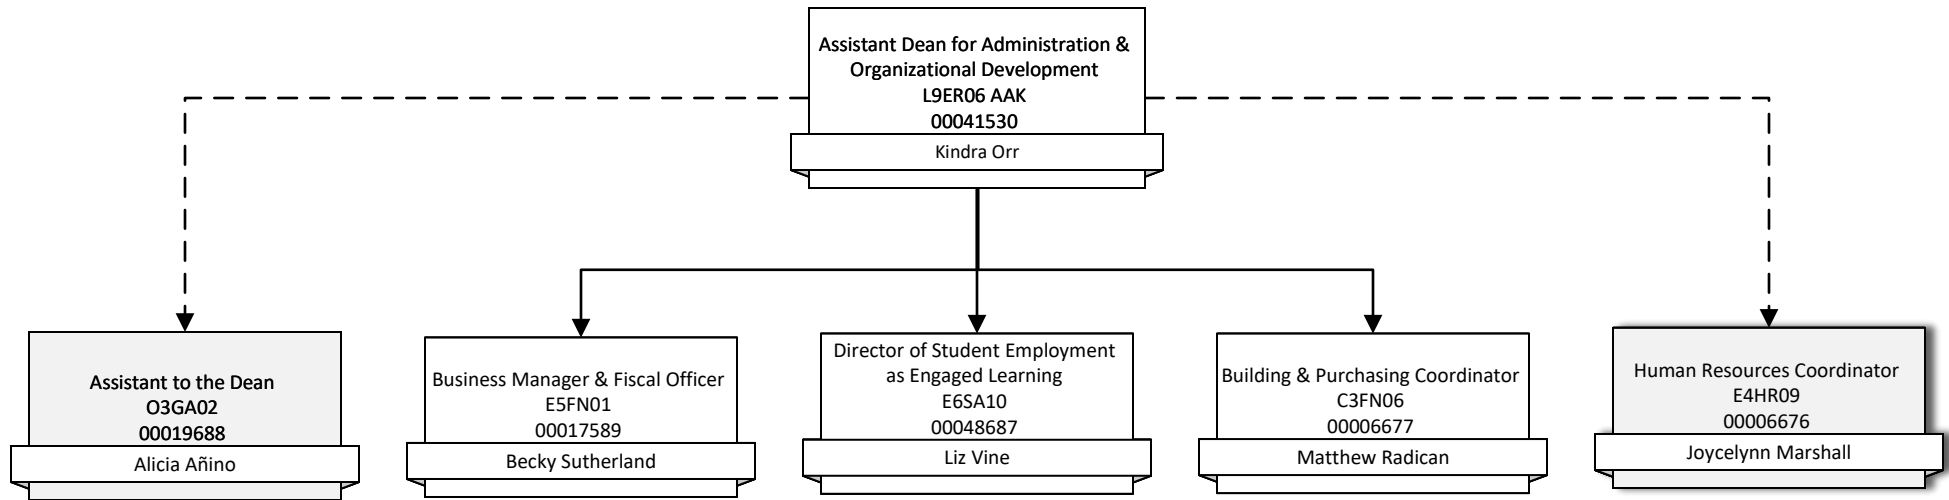 Assistant Dean for Administration &
Organizational Development
L9ER06 AAK
00041530
Kindra Orr
Assistant to the Dean
O3GA02
00019688
Alicia Añino
Business Manager & Fiscal Officer
E5FN01
00017589
Becky Sutherland
Director of Student Employment
as Engaged Learning
E6SA10
00048687
Liz Vine
Building & Purchasing Coordinator
C3FN06
00006677
Matthew Radican
Human Resources Coordinator
E4HR09
00006676
Joycelynn Marshall